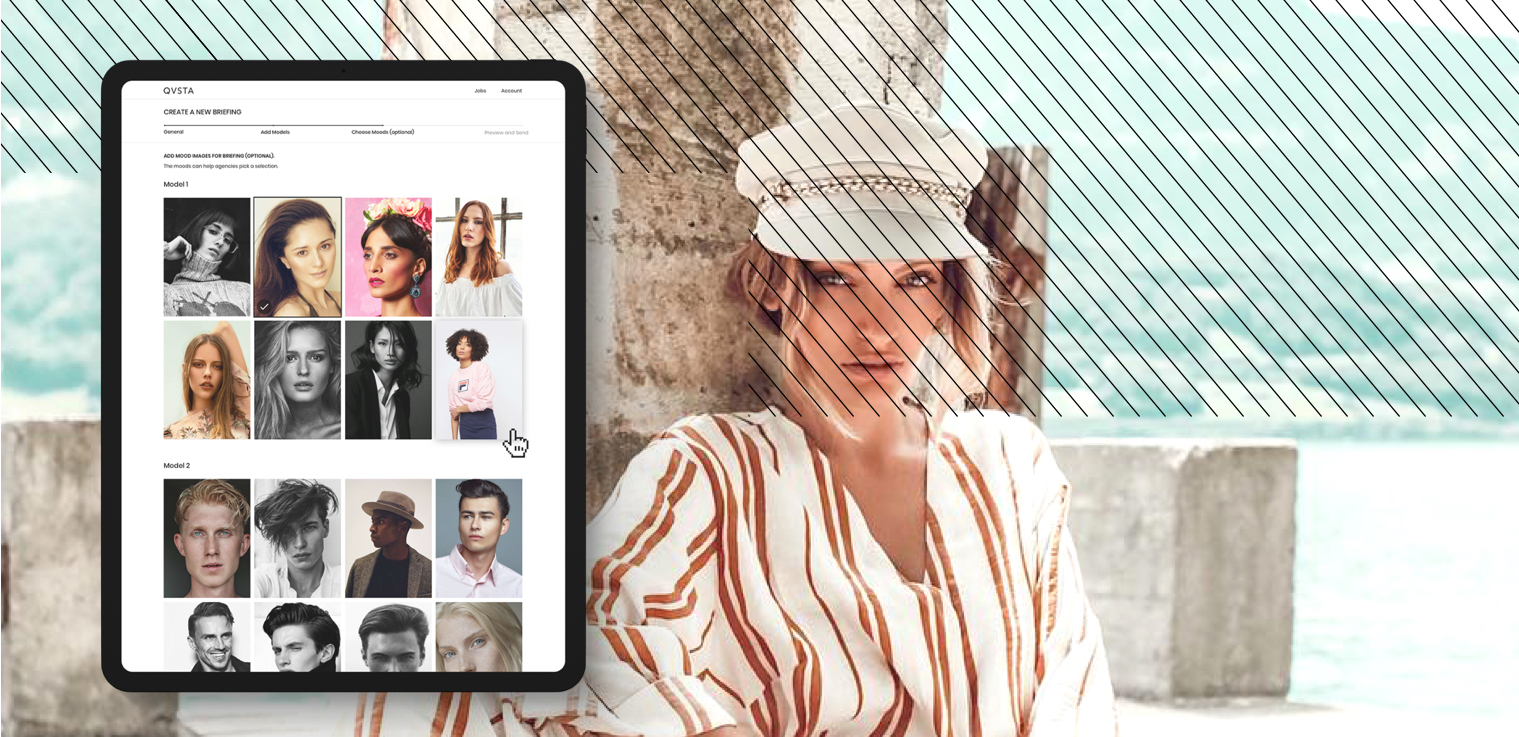 QVSTA
Jobs Account
CREATE A NEW BRIEFING
General Add Models Choose Moods (optional) Preview and Send
ADD MOOD IMAGES FOR BRIEFING (OPTIONAL).
The moods can help agencies pick a selection.
Model 1
Model 2